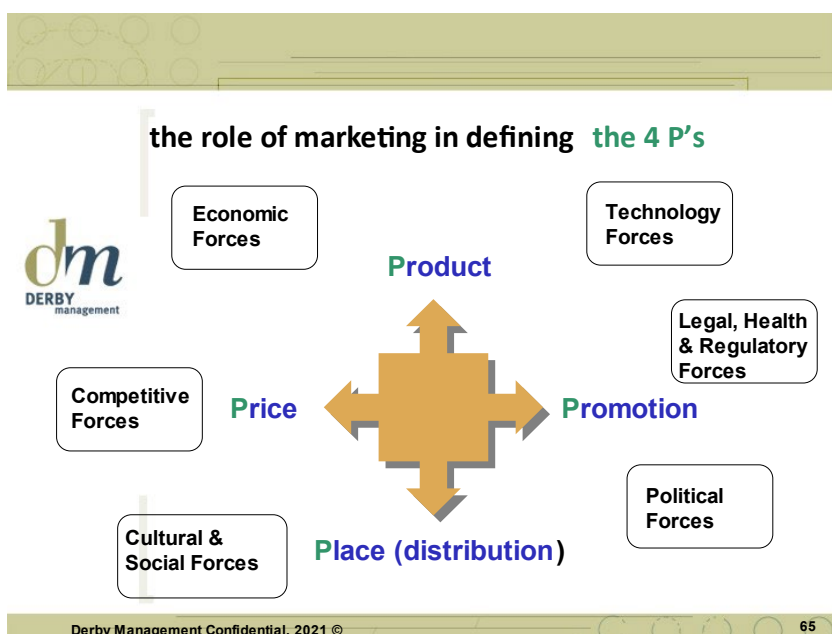 the role of marketing in defining the 4 P's
Economic
Forces
Technology
Forces
dm
DERBY
management
Product
Legal, Health
& Regulatory
Forces
Competitive
Forces
Price
Promotion
Political
Forces
Cultural &
Social Forces
Place (distribution)
Derby Management Confidential, 2021 ©
65